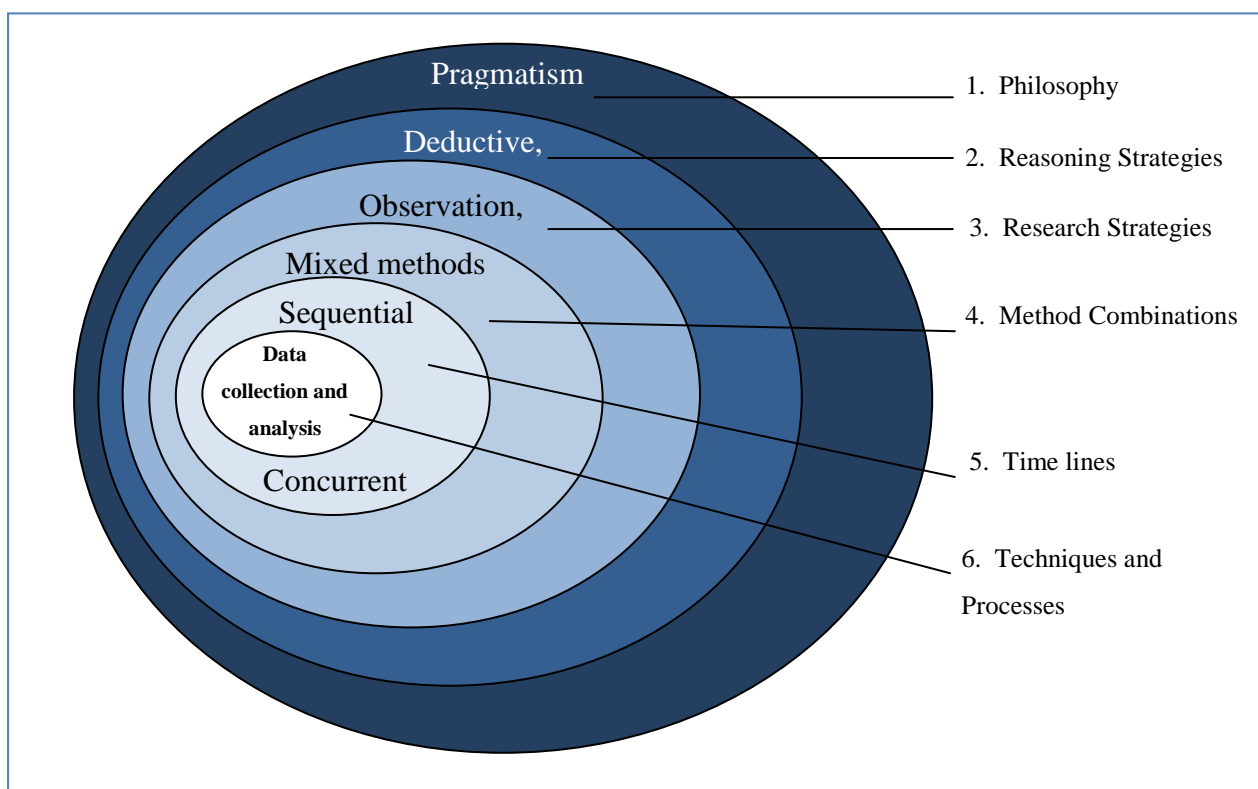 Pragmatism
1. Philosophy
Deductive,
2. Reasoning Strategies
Observation,
3. Research Strategies
Mixed methods
Sequential
4. Method Combinations
Data
collection and
analysis
Concurrent
5. Time lines
6. Techniques and
Processes